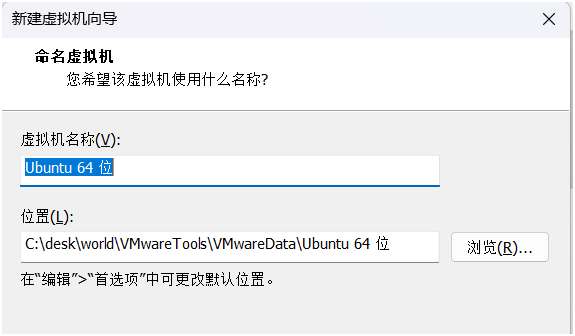 新建虚拟机向导
命名虚拟机
您希望该虚拟机使用什么名称?
虚拟机名称(V):
Ubuntu 64 位
位置(L):
C:\desk\world\VMwareTools\VMwareData\Ubuntu 64 位
浏览(R)...
在“编辑”>“首选项”中可更改默认位置。